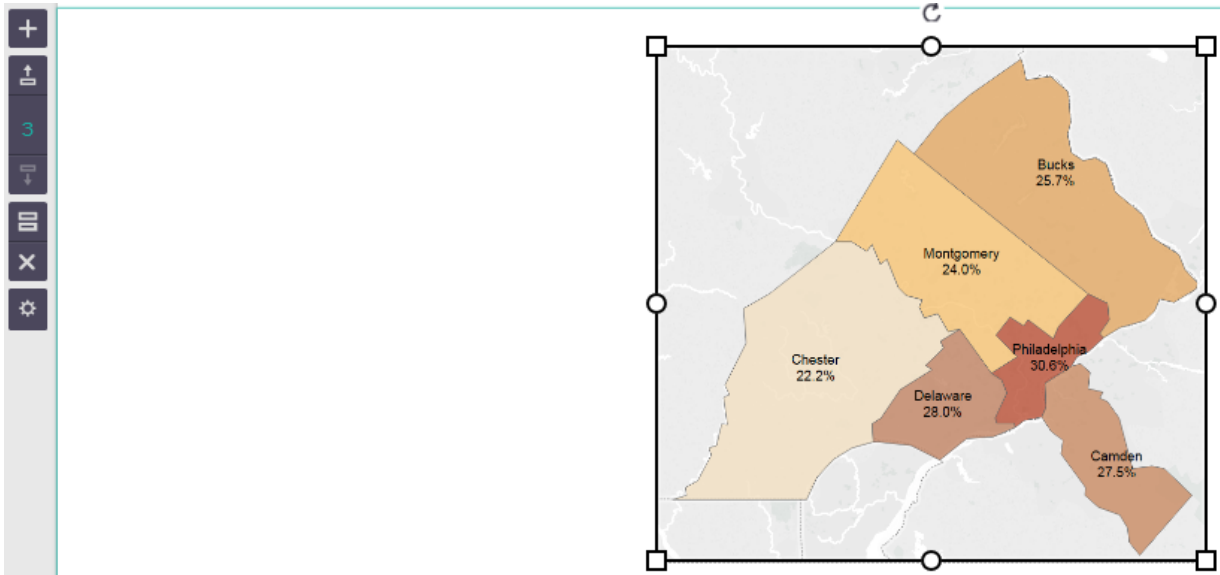 3
Bucks
25.7%
Montgomery
24.0%
Philadelphia
30.6%
Chester
22.2%
Delaware
28.0%
Camden
27.5%